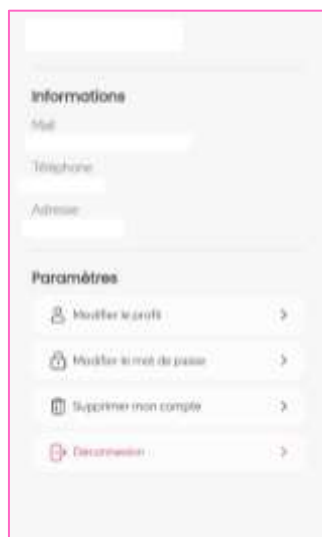 Informations
Mail
Téléphone
Adresse
Paramètres
Modifier le profil
Modifier le mot de passe
Supprimer mon compte
Déconnexion